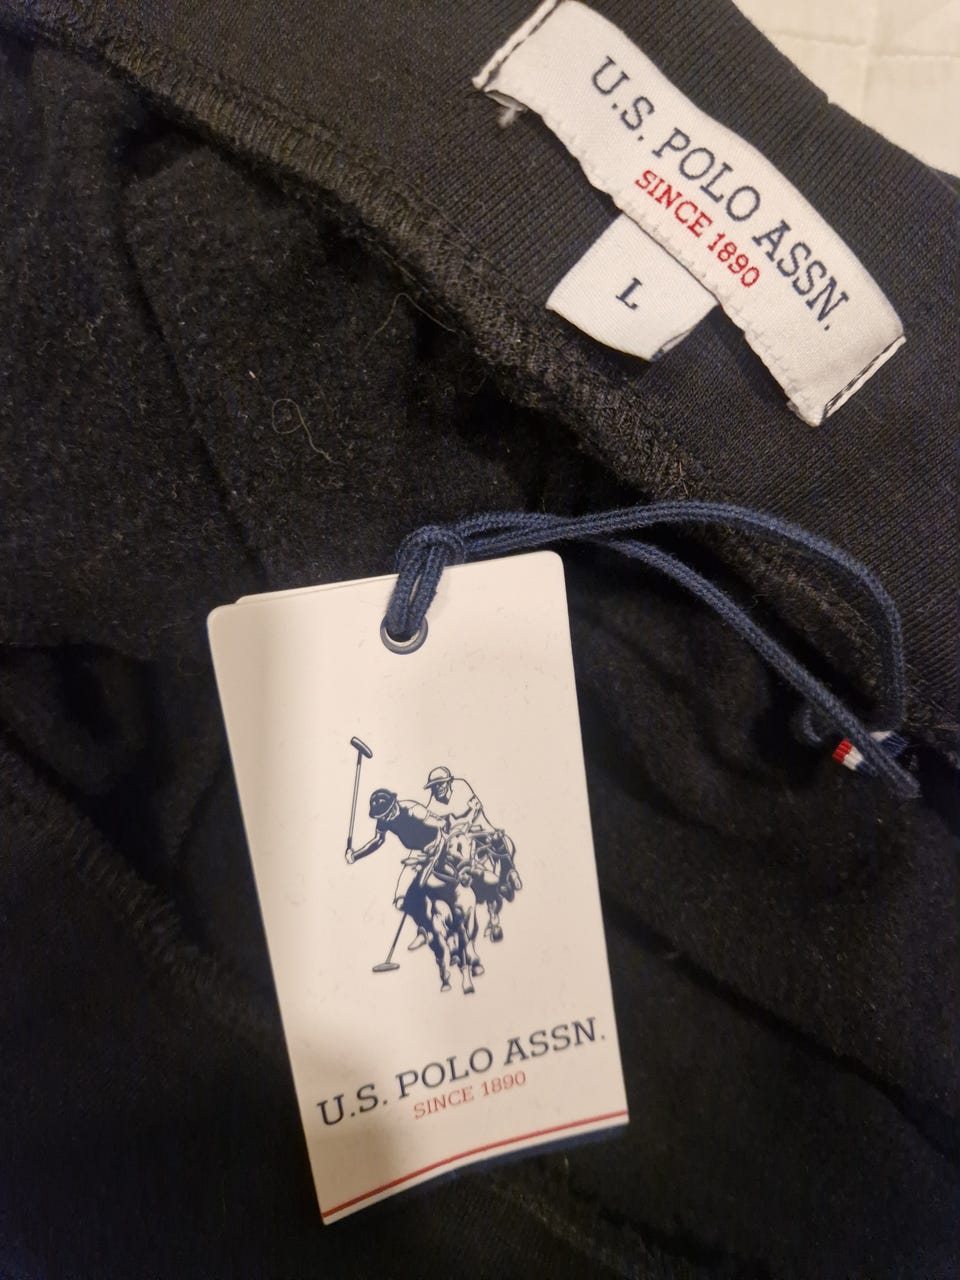 U.S. POLO ASSN.
SINCE 1890
L
U.S. POLO ASSN.
SINCE 1890